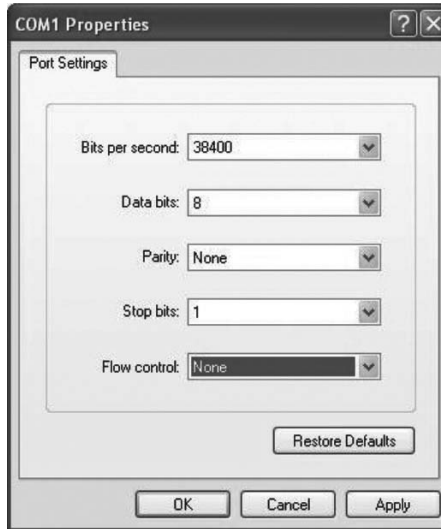 COM1 Properties
Port Settings
Bits per second: 38400
Data bits: 8
Parity: None
Stop bits: 1
Flow control: None
Restore Defaults
OK Cancel Apply